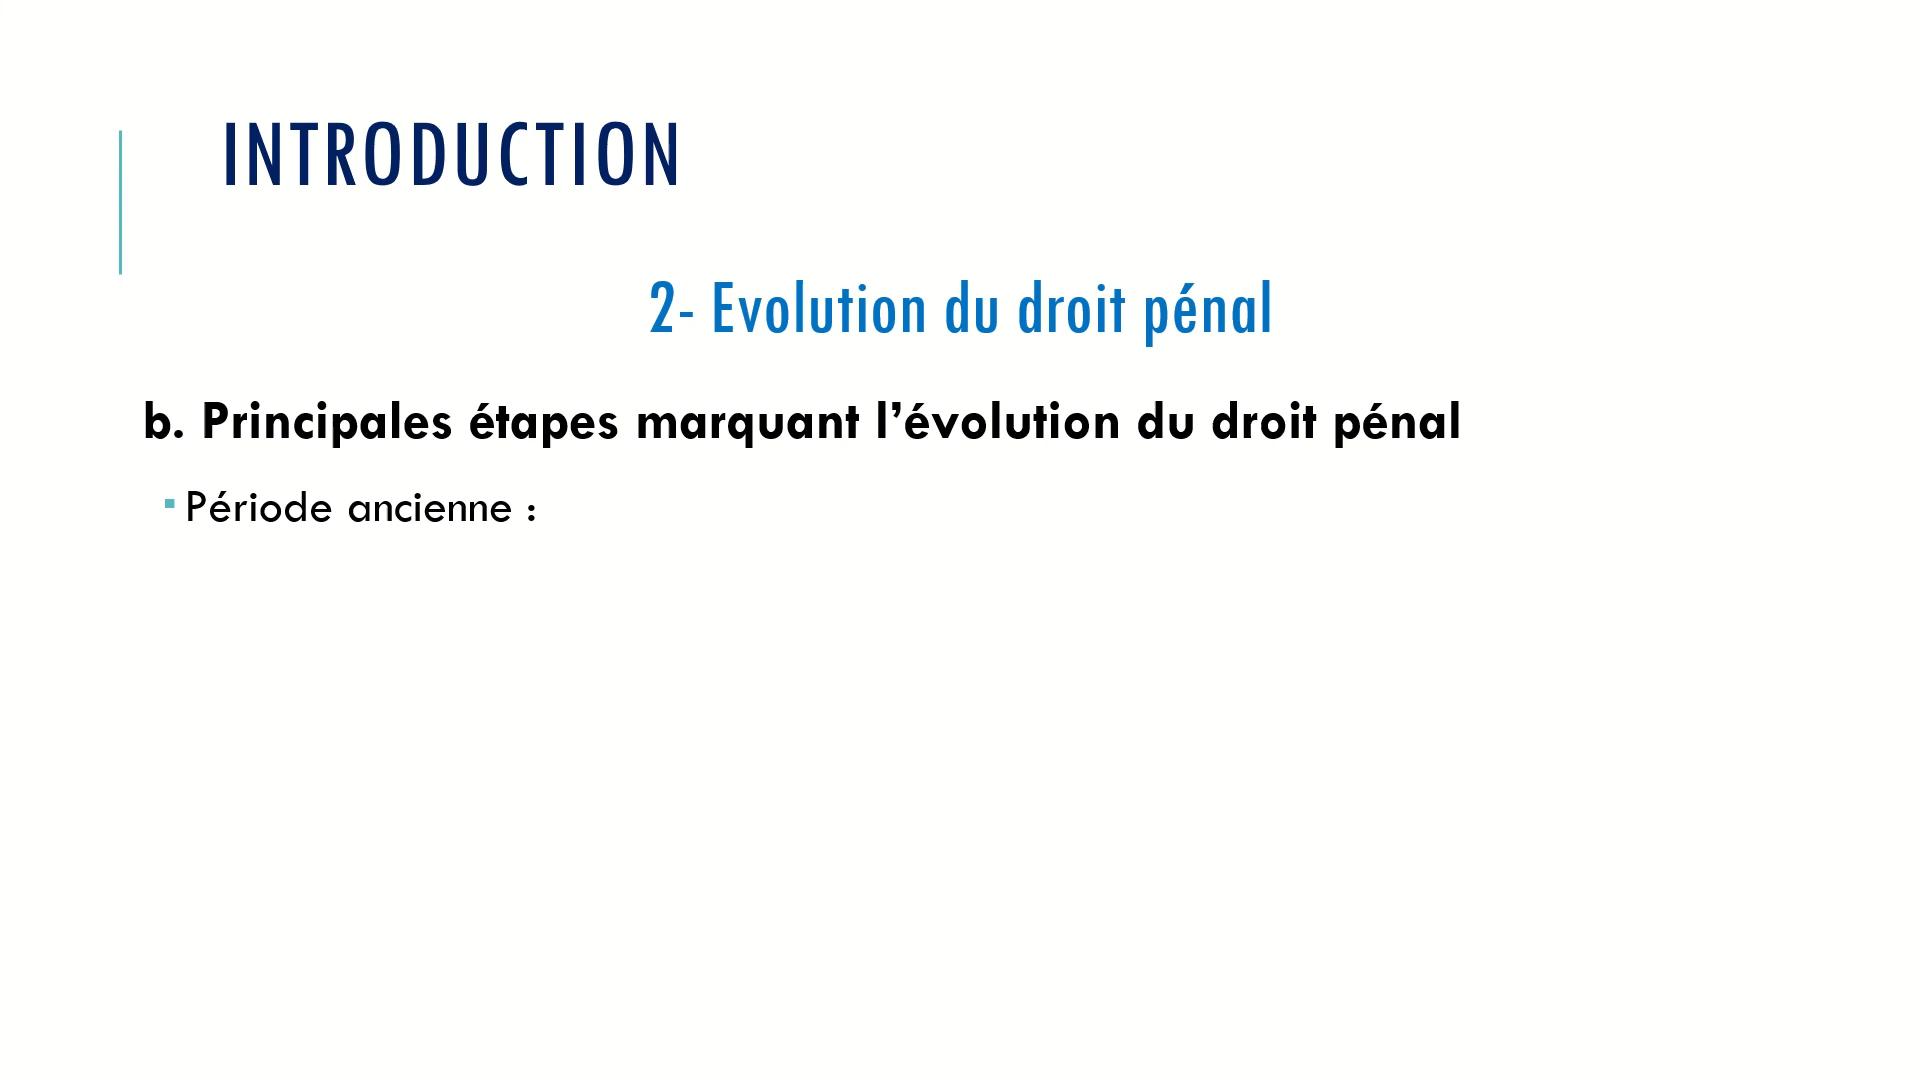 INTRODUCTION
2- Evolution du droit pénal
b. Principales étapes marquant l’évolution du droit pénal
▪ Période ancienne :